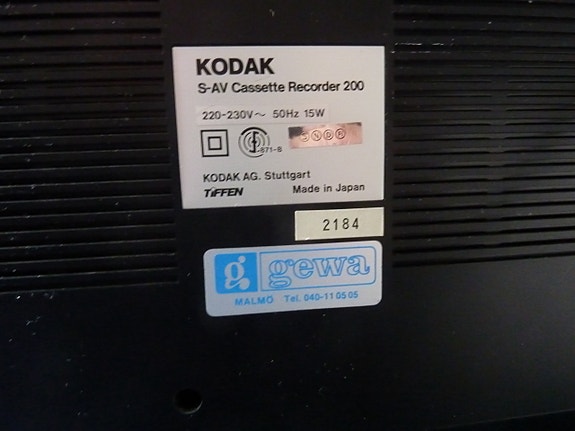 KODAK
S-AV Cassette Recorder 200
220-230V~ 50Hz 15W
S N D F
KODAK AG. Stuttgart
TIFFEN Made in Japan
2184
g gewa
MALMÖ Tel. 040-11 05 05